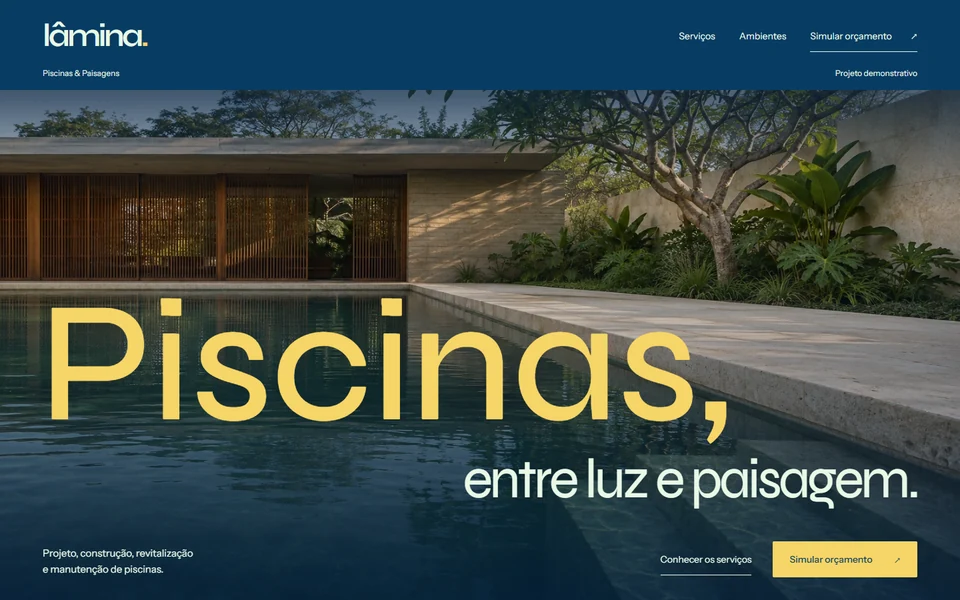 lâmina.
Serviços
Ambientes
Simular orçamento ↗
Piscinas & Paisagens
Projeto demonstrativo
Piscinas,
entre luz e paisagem.
Projeto, construção, revitalização
e manutenção de piscinas.
Conhecer os serviços
Simular orçamento ↗